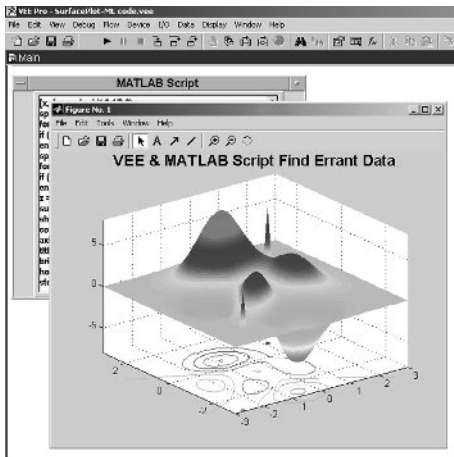 VEE Pro - SurfacePlot-ML code.vee
File Edit View Debug Flow Device I/O Data Display Window Help
Main
MATLAB Script
Figure No. 1
File Edit Tools Window Help
VEE & MATLAB Script Find Errant Data
5
0
-5
2
0
-2
-3
-2
-1
0
1
2
3